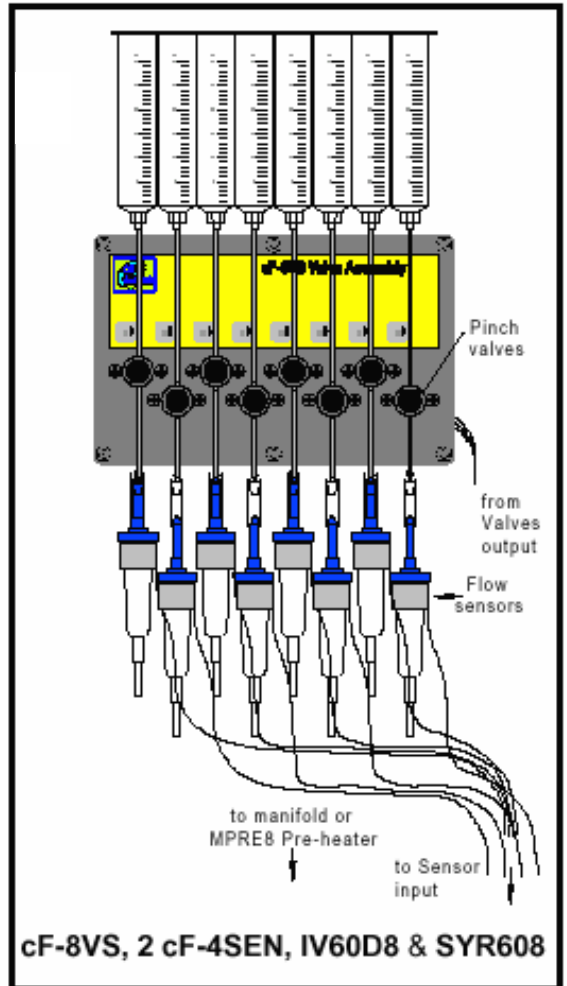 cF-8VS Valve Assembly
Pinch
valves
from
Valves
output
Flow
sensors
to manifold or
MPRE8 Pre-heater
to Sensor
input
cF-8VS, 2 cF-4SEN, IV60D8 & SYR608